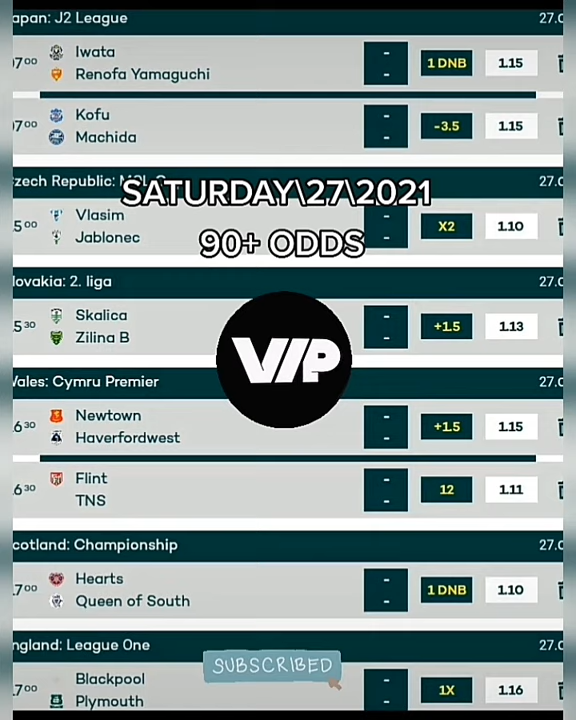 apan: J2 League 27.0
7 00 Iwata - 1 DNB 1.15
Renofa Yamaguchi -
7 00 Kofu - -3.5 1.15
Machida -
zech Republic: 27.0
SATURDAY\27\2021
5 00 Vlasim - X2 1.10
Jablonec -
90+ ODDS
lovakia: 2. liga 27.0
5 30 Skalica - +1.5 1.13
Zilina B -
VIP
Vales: Cymru Premier 27.0
6 30 Newtown - +1.5 1.15
Haverfordwest -
6 30 Flint - 12 1.11
TNS -
cotland: Championship 27.0
7 00 Hearts - 1 DNB 1.10
Queen of South -
ngland: League One 27.0
SUBSCRIBED
7 00 Blackpool - 1X 1.16
Plymouth -